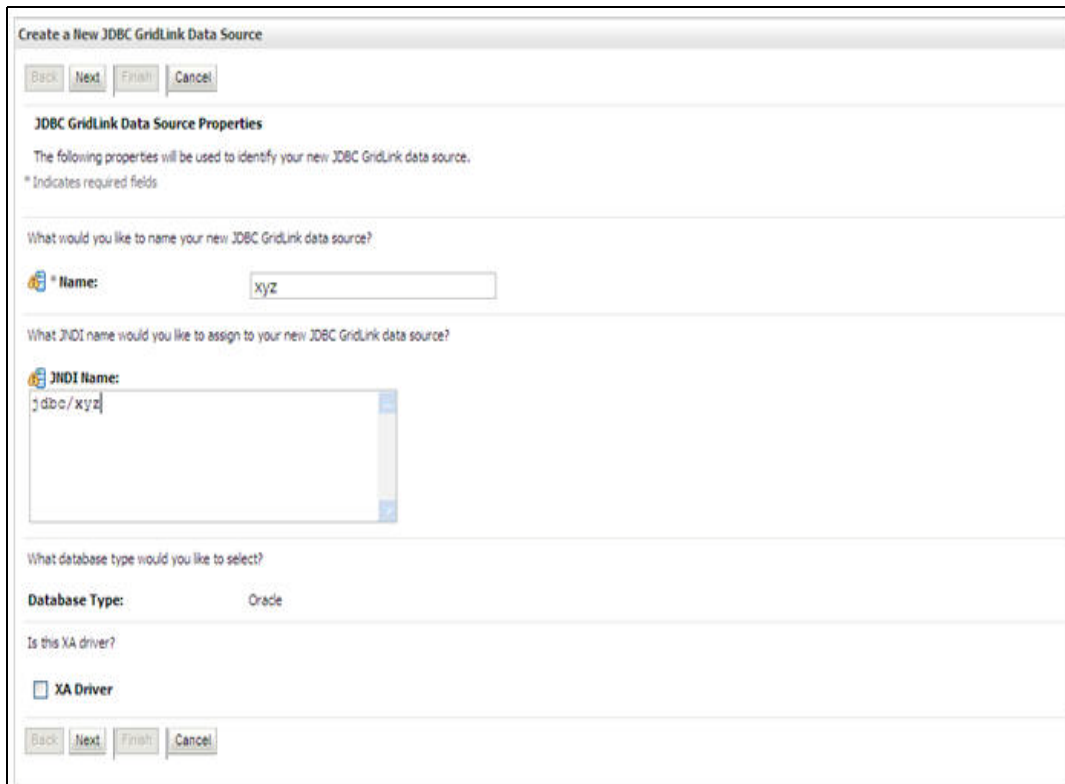 Create a New JDBC GridLink Data Source
Back Next Finish Cancel
JDBC GridLink Data Source Properties
The following properties will be used to identify your new JDBC GridLink data source.
* Indicates required fields
What would you like to name your new JDBC GridLink data source?
* Name: xyz
What JNDI name would you like to assign to your new JDBC GridLink data source?
JNDI Name:
jdbc/xyz
What database type would you like to select?
Database Type: Oracle
Is this XA driver?
XA Driver
Back Next Finish Cancel